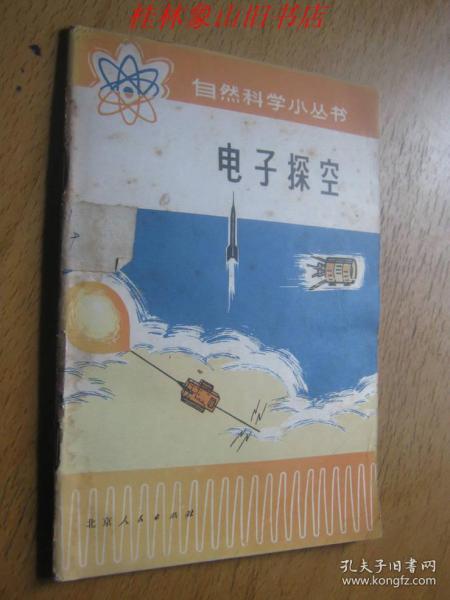 桂林象山旧书店
自然科学小丛书
电子探空
北京人民出版社
孔夫子旧书网
www.kongfz.com